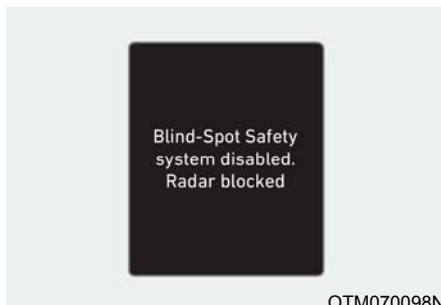 Blind-Spot Safety
system disabled.
Radar blocked
OTM070098N